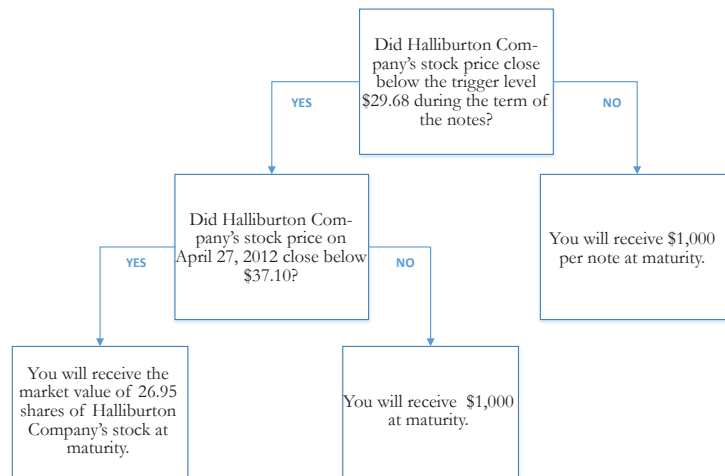 Did Halliburton Com-
pany's stock price close
below the trigger level
$29.68 during the term of
the notes?
YES
NO
Did Halliburton Com-
pany's stock price on
April 27, 2012 close below
$37.10?
You will receive $1,000
per note at maturity.
YES
NO
You will receive the
market value of 26.95
shares of Halliburton
Company's stock at
maturity.
You will receive $1,000
at maturity.